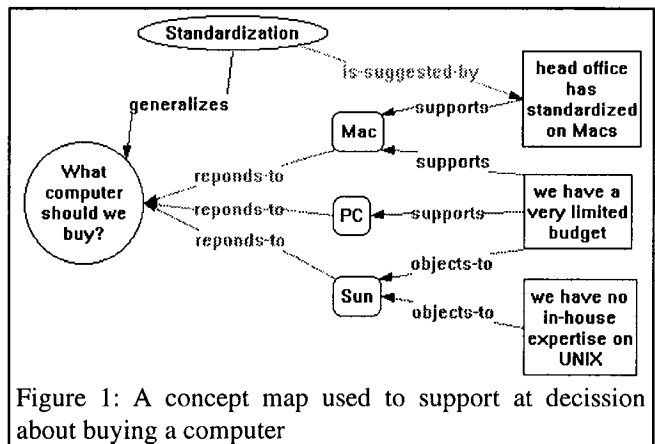 Standardization
is-suggested-by
head office
has
standardized
on Macs
generalizes
supports
Mac
What
computer
should we
buy?
reponds-to
supports
we have a
very limited
budget
reponds-to
PC
supports
reponds-to
objects-to
Sun
objects-to
we have no
in-house
expertise on
UNIX
Figure 1: A concept map used to support at decission
about buying a computer